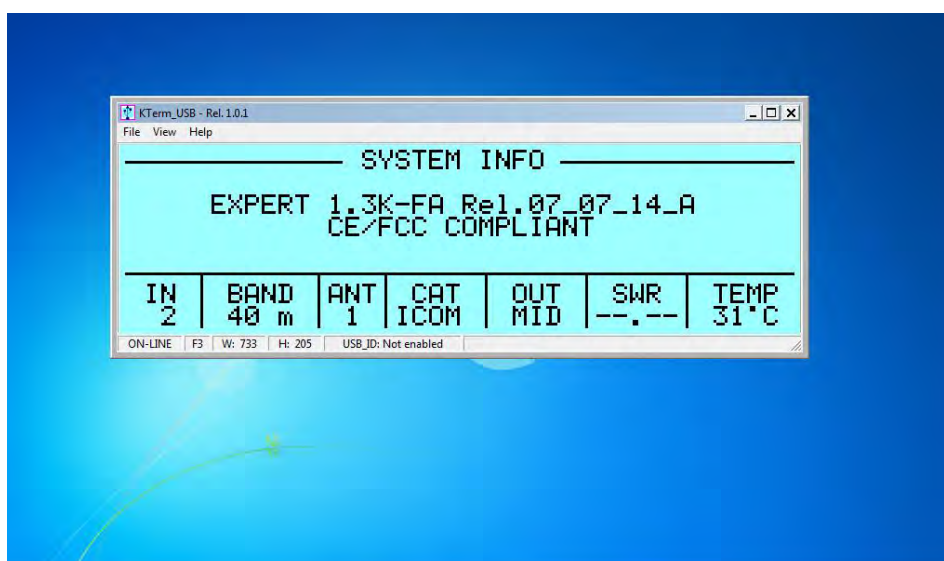 KTerm_USB - Rel. 1.0.1
File View Help
SYSTEM INFO
EXPERT 1.3K-FA Rel.07_07_14_A
CE/FCC COMPLIANT
IN BAND ANT CAT OUT SWR TEMP
2 40 m 1 ICOM MID --.-- 31°C
ON-LINE F3 W: 733 H: 205 USB_ID: Not enabled